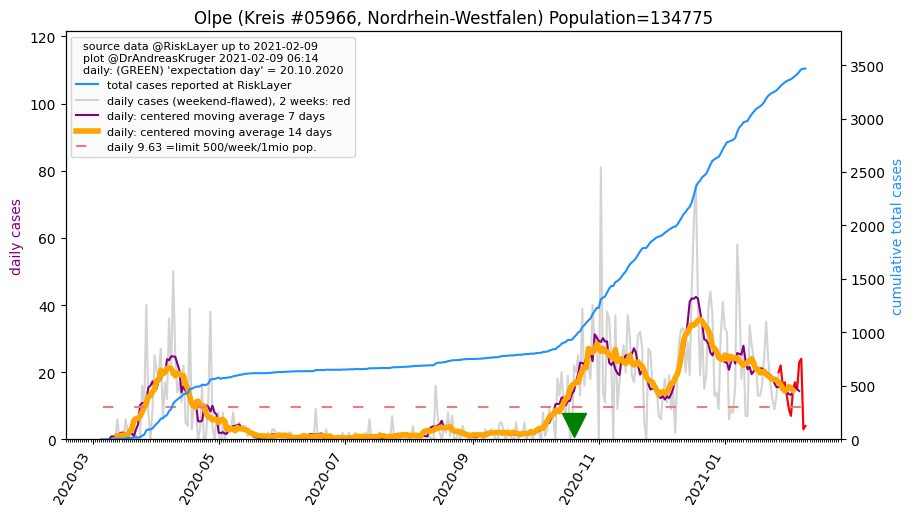 Olpe (Kreis #05966, Nordrhein-Westfalen) Population=134775
source data @RiskLayer up to 2021-02-09
plot @DrAndreasKruger 2021-02-09 06:14
daily: (GREEN) 'expectation day' = 20.10.2020
total cases reported at RiskLayer
daily cases (weekend-flawed), 2 weeks: red
daily: centered moving average 7 days
daily: centered moving average 14 days
daily 9.63 =limit 500/week/1mio pop.
daily cases
120
100
80
60
40
20
0
3500
3000
2500
2000
1500
1000
500
0
cumulative total cases
2020-03
2020-05
2020-07
2020-09
2020-11
2021-01